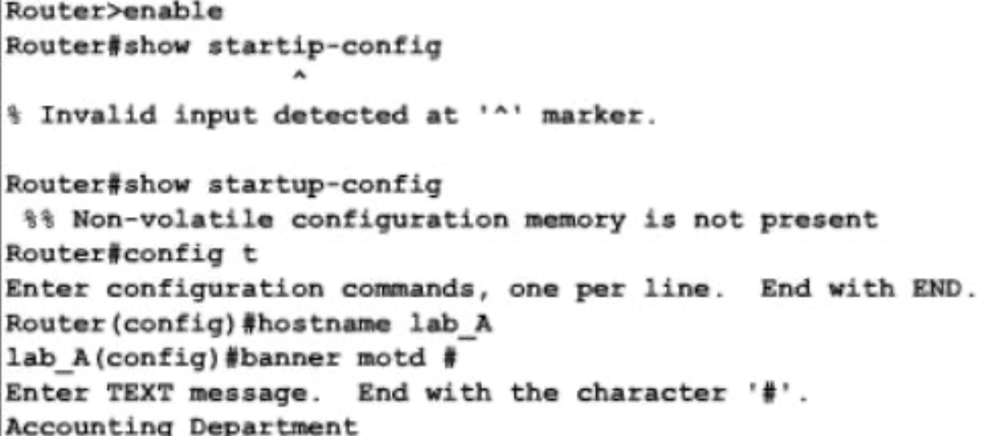 Router>enable
Router#show startip-config
^
% Invalid input detected at '^' marker.
Router#show startup-config
%% Non-volatile configuration memory is not present
Router#config t
Enter configuration commands, one per line.  End with END.
Router(config)#hostname lab_A
lab_A(config)#banner motd #
Enter TEXT message.  End with the character '#'.
Accounting Department